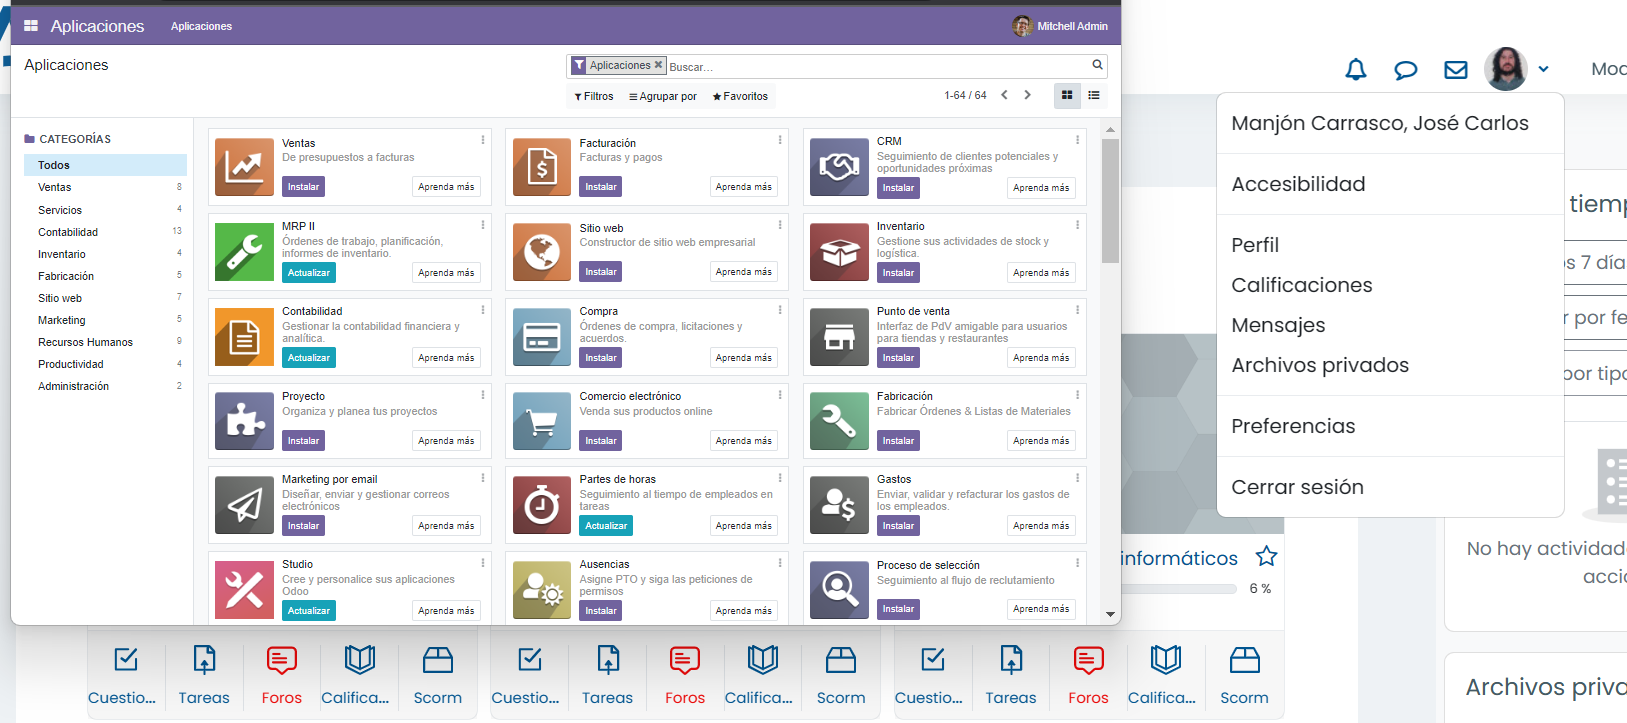 Aplicaciones
Aplicaciones
Mitchell Admin
Aplicaciones
Aplicaciones
Buscar...
Filtros
Agrupar por
Favoritos
1-64 / 64
CATEGORÍAS
Todos
Ventas 8
Servicios 4
Contabilidad 13
Inventario 4
Fabricación 5
Sitio web 7
Marketing 5
Recursos Humanos 9
Productividad 4
Administración 2
Ventas
De presupuestos a facturas
Instalar
Aprenda más
Facturación
Facturas y pagos
Instalar
Aprenda más
CRM
Seguimiento de clientes potenciales y
oportunidades próximas
Instalar
Aprenda más
MRP II
Órdenes de trabajo, planificación,
informes de inventario.
Actualizar
Aprenda más
Sitio web
Constructor de sitio web empresarial
Instalar
Aprenda más
Inventario
Gestione sus actividades de stock y
logística.
Instalar
Aprenda más
Contabilidad
Gestionar la contabilidad financiera y
analítica.
Actualizar
Aprenda más
Compra
Órdenes de compra, licitaciones y
acuerdos.
Instalar
Aprenda más
Punto de venta
Interfaz de PdV amigable para usuarios
para tiendas y restaurantes
Instalar
Aprenda más
Proyecto
Organiza y planea tus proyectos
Instalar
Aprenda más
Comercio electrónico
Venda sus productos online
Instalar
Aprenda más
Fabricación
Fabricar Órdenes & Listas de Materiales
Instalar
Aprenda más
Marketing por email
Diseñar, enviar y gestionar correos
electrónicos
Instalar
Aprenda más
Partes de horas
Seguimiento al tiempo de empleados en
tareas
Actualizar
Aprenda más
Gastos
Enviar, validar y refacturar los gastos de
los empleados.
Instalar
Aprenda más
Studio
Cree y personalice sus aplicaciones
Odoo
Actualizar
Aprenda más
Ausencias
Asigne PTO y siga las peticiones de
permisos
Instalar
Aprenda más
Proceso de selección
Seguimiento al flujo de reclutamiento
Instalar
Aprenda más
Mod
Manjón Carrasco, José Carlos
Accesibilidad
Perfil
Calificaciones
Mensajes
Archivos privados
Preferencias
Cerrar sesión
tiemp
os 7 día
r por fe
por tipo
No hay actividad
accio
informáticos
6 %
Cuestio... Tareas Foros Califica... Scorm
Cuestio... Tareas Foros Califica... Scorm
Cuestio... Tareas Foros Califica... Scorm
Archivos priva